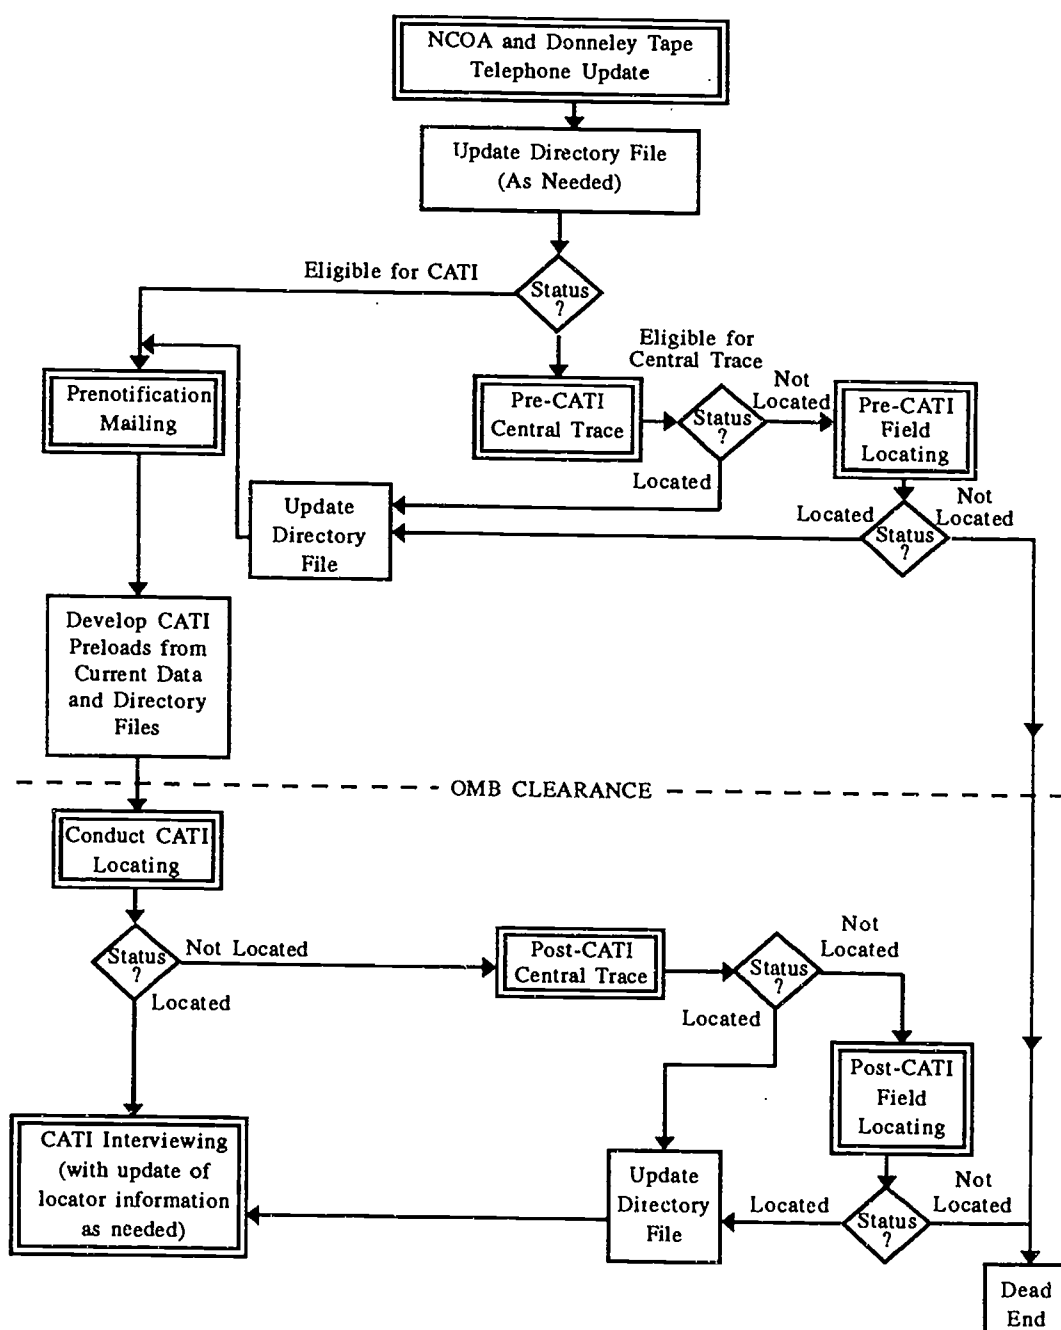 NCOA and Donneley Tape
Telephone Update
Update Directory File
(As Needed)
Eligible for CATI
Status
?
Eligible for
Central Trace
Prenotification
Mailing
Pre-CATI
Central Trace
Status
?
Not
Located
Pre-CATI
Field
Locating
Located
Update
Directory
File
Located
Status
?
Not
Located
Develop CATI
Preloads from
Current Data
and Directory
Files
OMB CLEARANCE
Conduct CATI
Locating
Status
?
Not Located
Located
Post-CATI
Central Trace
Status
?
Not
Located
Located
Post-CATI
Field
Locating
CATI Interviewing
(with update of
locator information
as needed)
Update
Directory
File
Located
Status
?
Not
Located
Dead
End